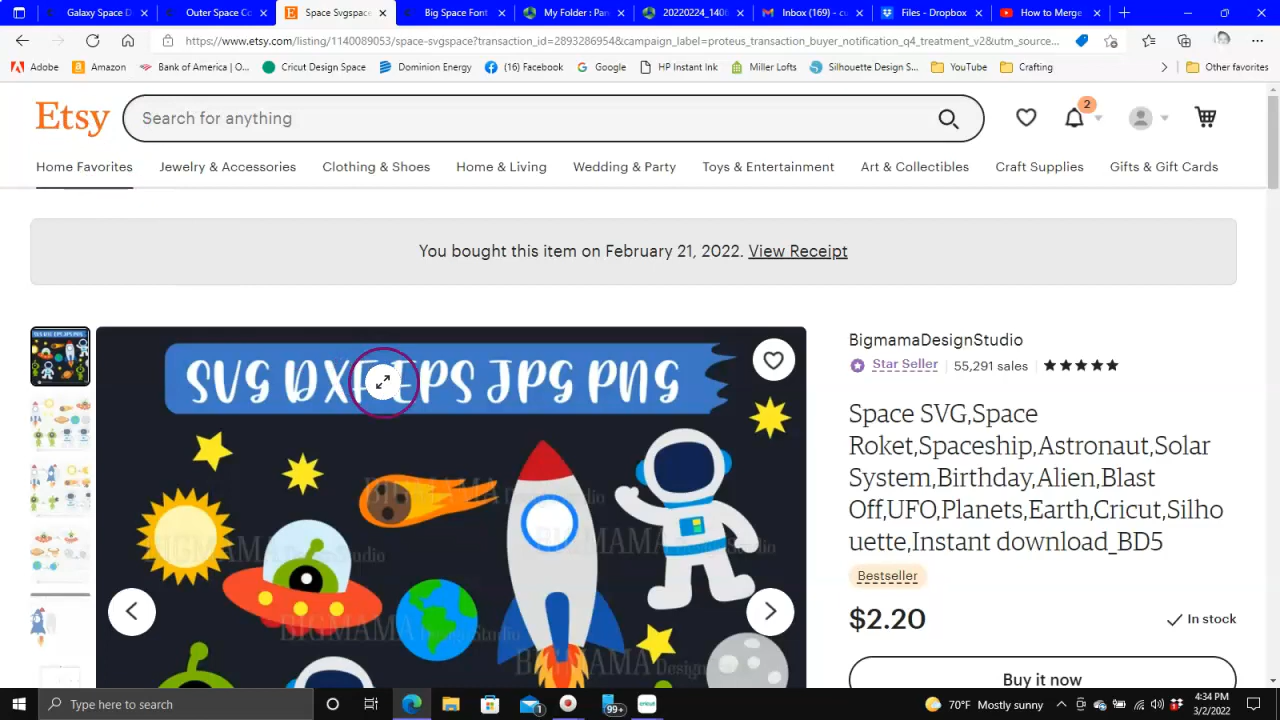 Galaxy Space D
Outer Space Co
Space Svgspace
Big Space Font
My Folder : Pan
20220224_1408
Inbox (169) - cu
Files - Dropbox
How to Merge
https://www.etsy.com/listing/1140089053/space-svgspace?transaction_id=2893286954&campaign_label=proteus_transaction_buyer_notification_q4_treatment_v2&utm_source...
Adobe
Amazon
Bank of America | O...
Cricut Design Space
Dominion Energy
(16) Facebook
Google
HP Instant Ink
Miller Lofts
Silhouette Design S...
YouTube
Crafting
Other favorites
Etsy
Search for anything
2
Home Favorites
Jewelry & Accessories
Clothing & Shoes
Home & Living
Wedding & Party
Toys & Entertainment
Art & Collectibles
Craft Supplies
Gifts & Gift Cards
You bought this item on February 21, 2022. View Receipt
SVG DXF EPS JPG PNG
BIGMAMA Design Studio
BigmamaDesignStudio
Star Seller
55,291 sales
Space SVG,Space
Roket,Spaceship,Astronaut,Solar
System,Birthday,Alien,Blast
Off,UFO,Planets,Earth,Cricut,Silho
uette,Instant download_BD5
Bestseller
$2.20
In stock
Buy it now
Type here to search
1
99+
cricut
70°F Mostly sunny
4:34 PM
3/2/2022